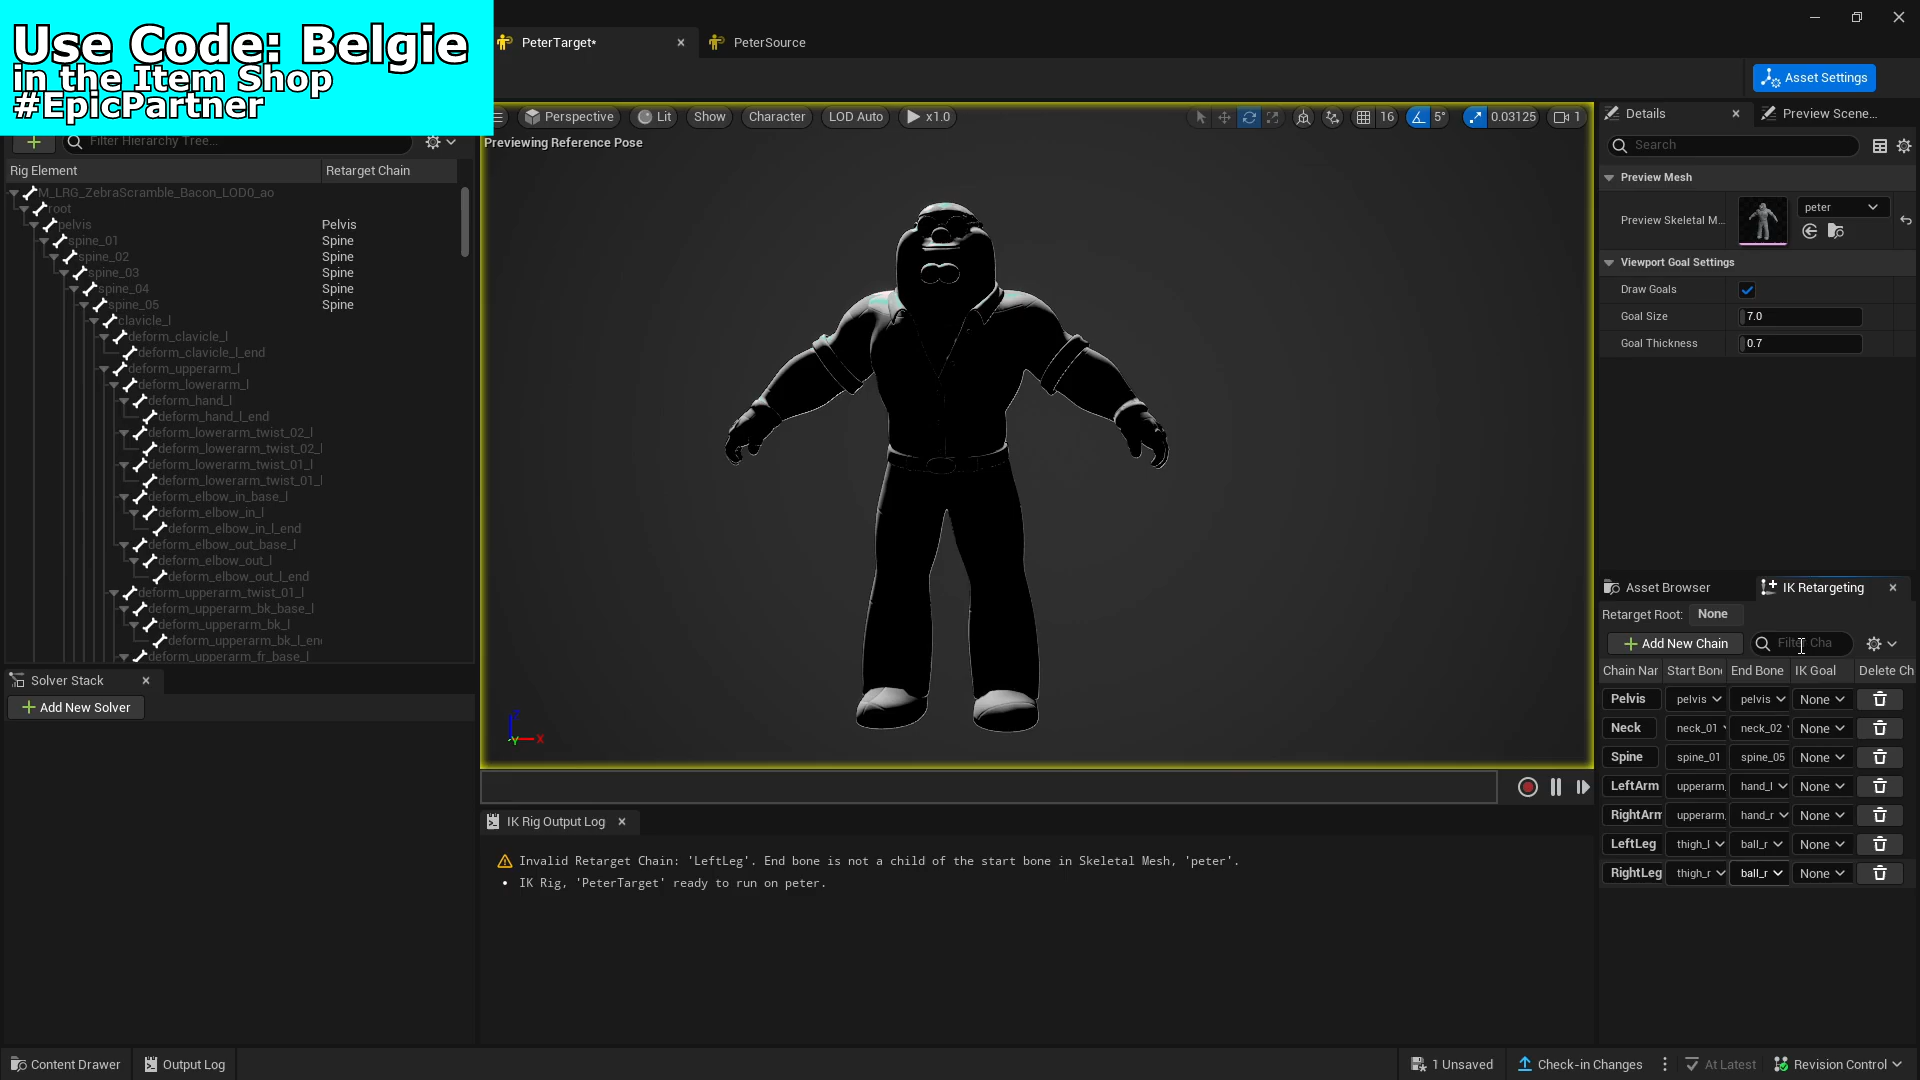 Use Code: Belgie
in the Item Shop
#EpicPartner
PeterTarget*
PeterSource
Asset Settings
Filter Hierarchy Tree...
Rig Element
Retarget Chain
M_LRG_ZebraScramble_Bacon_LOD0_ao
root
pelvis
Pelvis
spine_01
Spine
spine_02
Spine
spine_03
Spine
spine_04
Spine
spine_05
Spine
clavicle_l
deform_clavicle_l
deform_clavicle_l_end
deform_upperarm_l
deform_lowerarm_l
deform_hand_l
deform_hand_l_end
deform_lowerarm_twist_02_l
deform_lowerarm_twist_02_l
deform_lowerarm_twist_01_l
deform_lowerarm_twist_01_l
deform_elbow_in_base_l
deform_elbow_in_l
deform_elbow_in_l_end
deform_elbow_out_base_l
deform_elbow_out_l
deform_elbow_out_l_end
deform_upperarm_twist_01_l
deform_upperarm_bk_base_l
deform_upperarm_bk_l
deform_upperarm_bk_l_en
deform_upperarm_fr_base_l
Solver Stack
Add New Solver
Perspective
Lit
Show
Character
LOD Auto
x1.0
16
5°
0.03125
1
Previewing Reference Pose
Z
Y
X
IK Rig Output Log
Invalid Retarget Chain: 'LeftLeg'. End bone is not a child of the start bone in Skeletal Mesh, 'peter'.
• IK Rig, 'PeterTarget' ready to run on peter.
Details
Preview Scene...
Search
Preview Mesh
Preview Skeletal M...
peter
Viewport Goal Settings
Draw Goals
Goal Size
7.0
Goal Thickness
0.7
Asset Browser
IK Retargeting
Retarget Root:
None
Add New Chain
Filter Cha
Chain Nar
Start Bone
End Bone
IK Goal
Delete Ch
Pelvis
pelvis
pelvis
None
Neck
neck_01
neck_02
None
Spine
spine_01
spine_05
None
LeftArm
upperarm_
hand_l
None
RightArm
upperarm_
hand_r
None
LeftLeg
thigh_l
ball_r
None
RightLeg
thigh_r
ball_r
None
Content Drawer
Output Log
1 Unsaved
Check-in Changes
At Latest
Revision Control